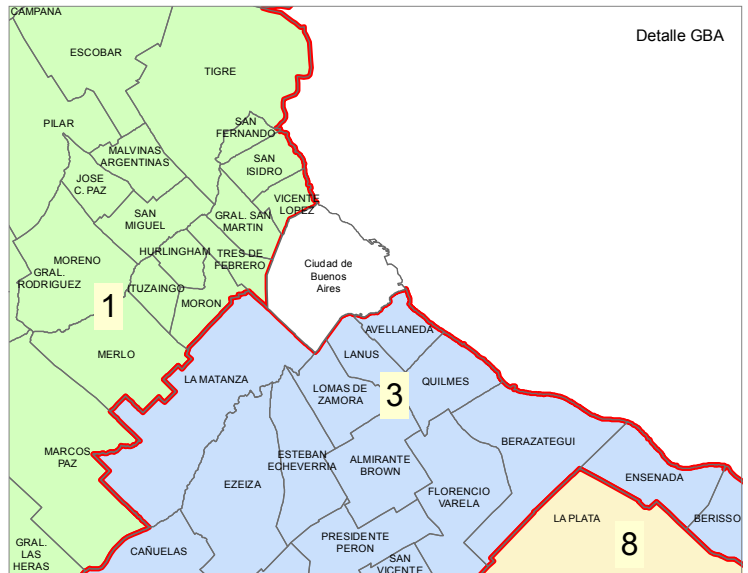 CAMPANA
Detalle GBA
ESCOBAR
TIGRE
PILAR
SAN
FERNANDO
MALVINAS
ARGENTINAS
SAN
ISIDRO
JOSE
C. PAZ
VICENTE
LOPEZ
SAN
MIGUEL
GRAL. SAN
MARTIN
HURLINGHAM
TRES DE
FEBRERO
Ciudad de
Buenos
Aires
MORENO
GRAL.
RODRIGUEZ
ITUZAINGO
1
MORON
AVELLANEDA
MERLO
LANUS
LA MATANZA
LOMAS DE
ZAMORA
3
QUILMES
BERAZATEGUI
MARCOS
PAZ
ESTEBAN
ECHEVERRIA
ALMIRANTE
BROWN
EZEIZA
FLORENCIO
VARELA
ENSENADA
LA PLATA
BERISSO
GRAL.
LAS
HERAS
CAÑUELAS
PRESIDENTE
PERON
8
SAN
VICENTE